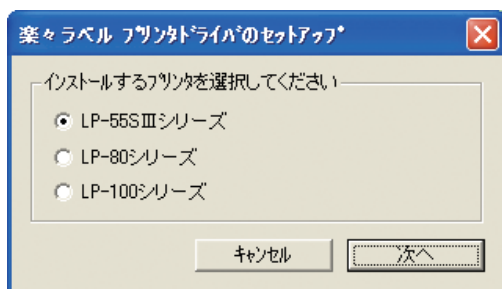 楽々ラベル ﾌﾟﾘﾝﾀﾄﾞﾗｲﾊﾞのｾｯﾄｱｯﾌﾟ
ｲﾝｽﾄｰﾙするﾌﾟﾘﾝﾀを選択してください
LP-55SⅢシリーズ
LP-80シリーズ
LP-100シリーズ
ｷｬﾝｾﾙ 次へ